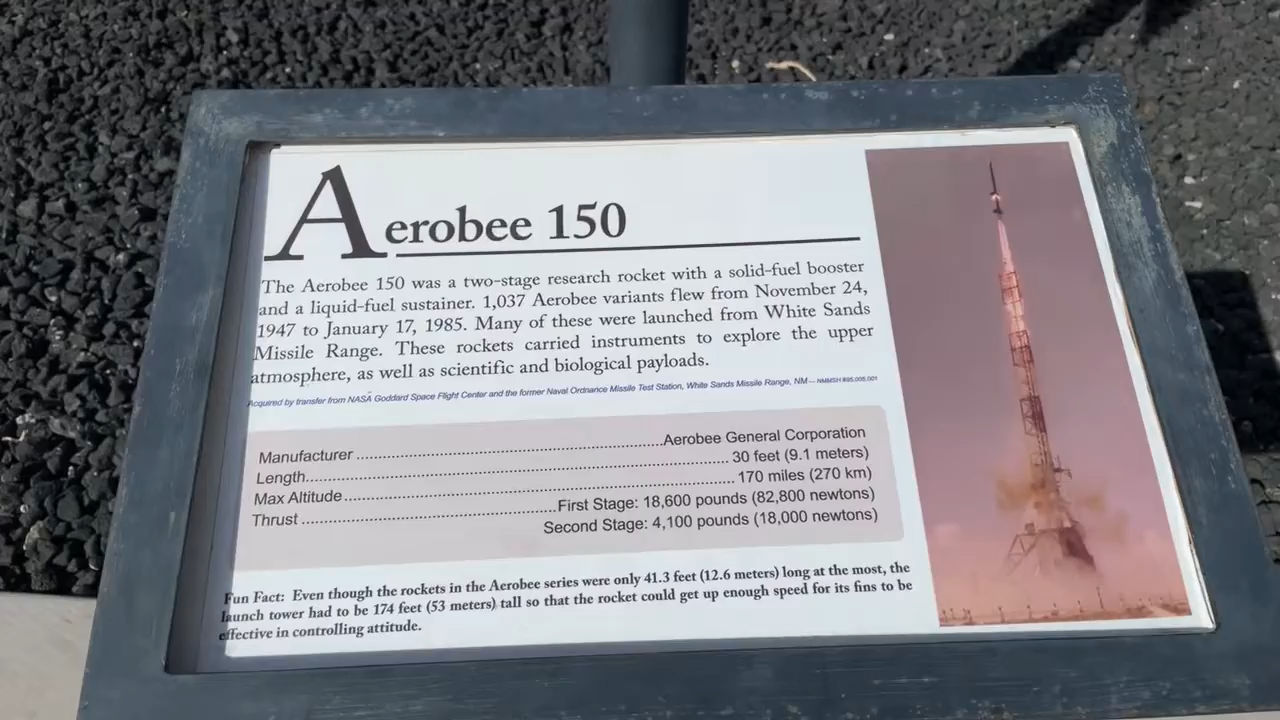 Aerobee 150
The Aerobee 150 was a two-stage research rocket with a solid-fuel booster
and a liquid-fuel sustainer. 1,037 Aerobee variants flew from November 24,
1947 to January 17, 1985. Many of these were launched from White Sands
Missile Range. These rockets carried instruments to explore the upper
atmosphere, as well as scientific and biological payloads.
Acquired by transfer from NASA Goddard Space Flight Center and the former Naval Ordnance Missile Test Station, White Sands Missile Range, NM —
Manufacturer ........................................................Aerobee General Corporation
Length............................................................................ 30 feet (9.1 meters)
Max Altitude....................................................................... 170 miles (270 km)
Thrust ..............................................First Stage: 18,600 pounds (82,800 newtons)
Second Stage: 4,100 pounds (18,000 newtons)
Fun Fact: Even though the rockets in the Aerobee series were only 41.3 feet (12.6 meters) long at the most, the
launch tower had to be 174 feet (53 meters) tall so that the rocket could get up enough speed for its fins to be
effective in controlling attitude.